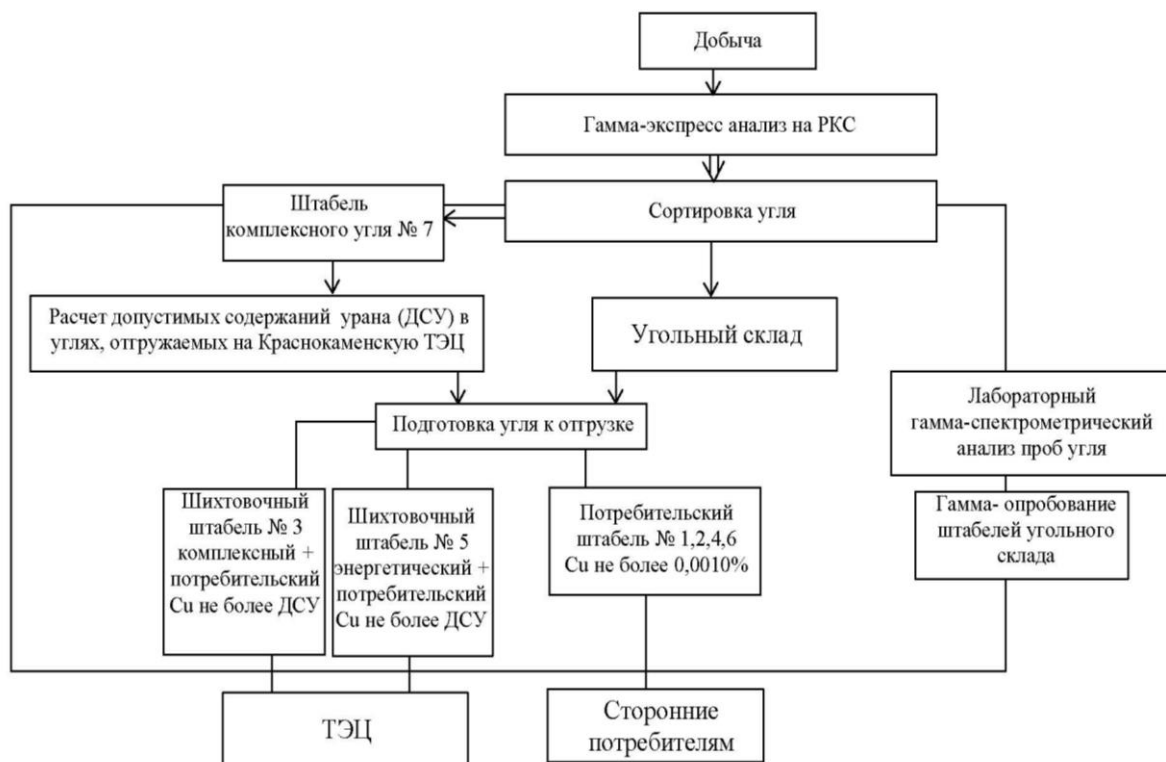 Добыча
Гамма-экспресс анализ на РКС
Штабель
комплексного угля № 7
Сортировка угля
Расчет допустимых содержаний урана (ДСУ) в
углях, отгружаемых на Краснокаменскую ТЭЦ
Угольный склад
Подготовка угля к отгрузке
Лабораторный
гамма-спектрометрический
анализ проб угля
Шихтовочный
штабель № 3
комплексный +
потребительский
Cu не более ДСУ
Шихтовочный
штабель № 5
энергетический +
потребительский
Cu не более ДСУ
Потребительский
штабель № 1,2,4,6
Cu не более 0,0010%
Гамма- опробование
штабелей угольного
склада
ТЭЦ
Сторонние
потребителям